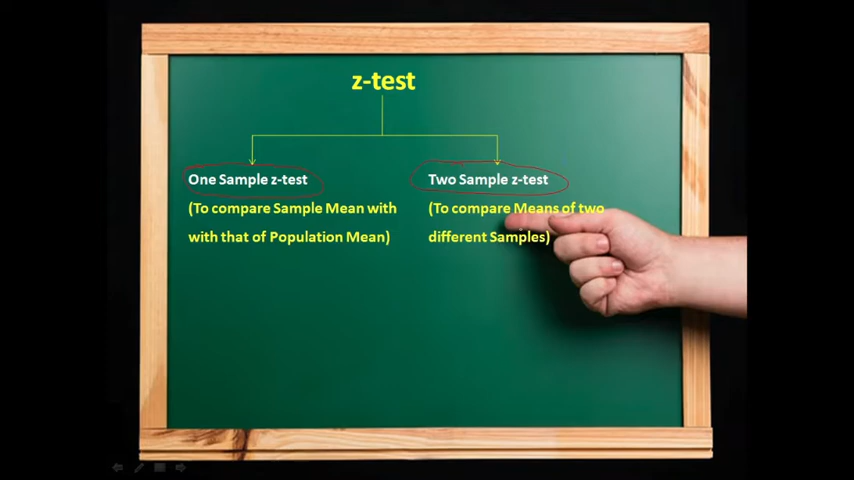 z-test
One Sample z-test
(To compare Sample Mean with
with that of Population Mean)
Two Sample z-test
(To compare Means of two
different Samples)